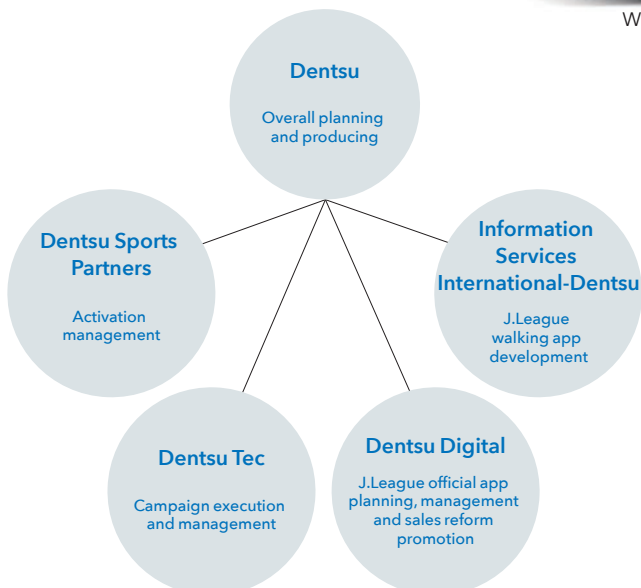 W
Dentsu
Overall planning
and producing
Dentsu Sports
Partners
Activation
management
Information
Services
International-Dentsu
J.League
walking app
development
Dentsu Tec
Campaign execution
and management
Dentsu Digital
J.League official app
planning, management
and sales reform
promotion